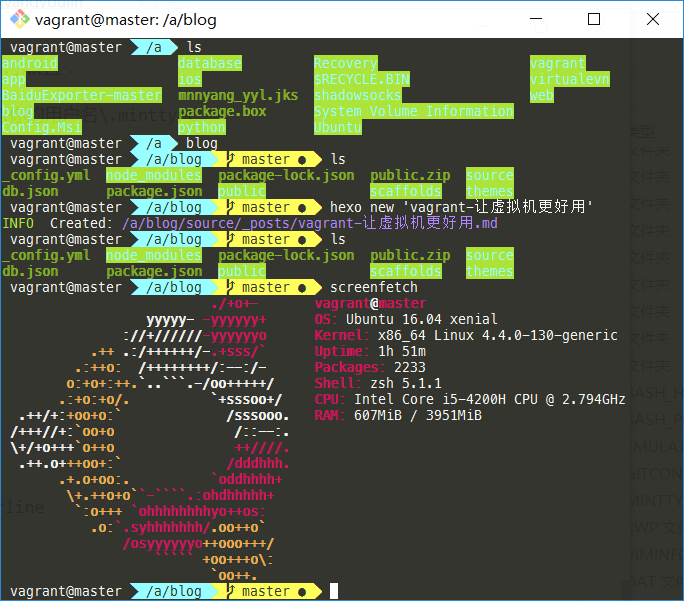 vagrant@master: /a/blog
vagrant@master /a ls
android database Recovery vagrant
app ios $RECYCLE.BIN virtualevn
BaiduExporter-master mnnyang_yyl.jks shadowsocks web
blog package.box System Volume Information
Config.Msi python Ubuntu
vagrant@master /a blog
vagrant@master /a/blog master ● ls
_config.yml node_modules package-lock.json public.zip source
db.json package.json public scaffolds themes
vagrant@master /a/blog master ● hexo new 'vagrant-让虚拟机更好用'
INFO Created: /a/blog/source/_posts/vagrant-让虚拟机更好用.md
vagrant@master /a/blog master ● ls
_config.yml node_modules package-lock.json public.zip source
db.json package.json public scaffolds themes
vagrant@master /a/blog master ● screenfetch
vagrant@master
OS: Ubuntu 16.04 xenial
Kernel: x86_64 Linux 4.4.0-130-generic
Uptime: 1h 51m
Packages: 2233
Shell: zsh 5.1.1
CPU: Intel Core i5-4200H CPU @ 2.794GHz
RAM: 607MiB / 3951MiB
vagrant@master /a/blog master ●